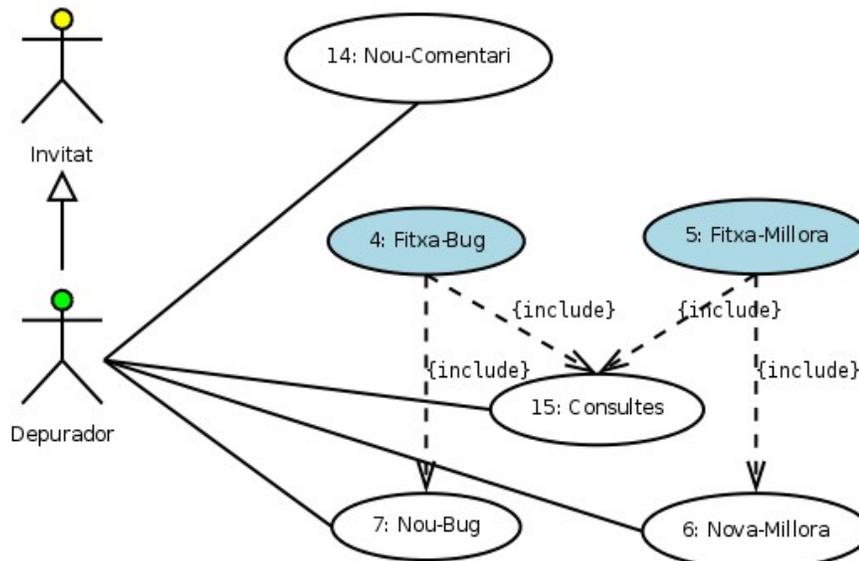 14: Nou-Comentari
Invitat
4: Fitxa-Bug
5: Fitxa-Millora
{include}
{include}
{include}
{include}
15: Consultes
Depurador
7: Nou-Bug
6: Nova-Millora